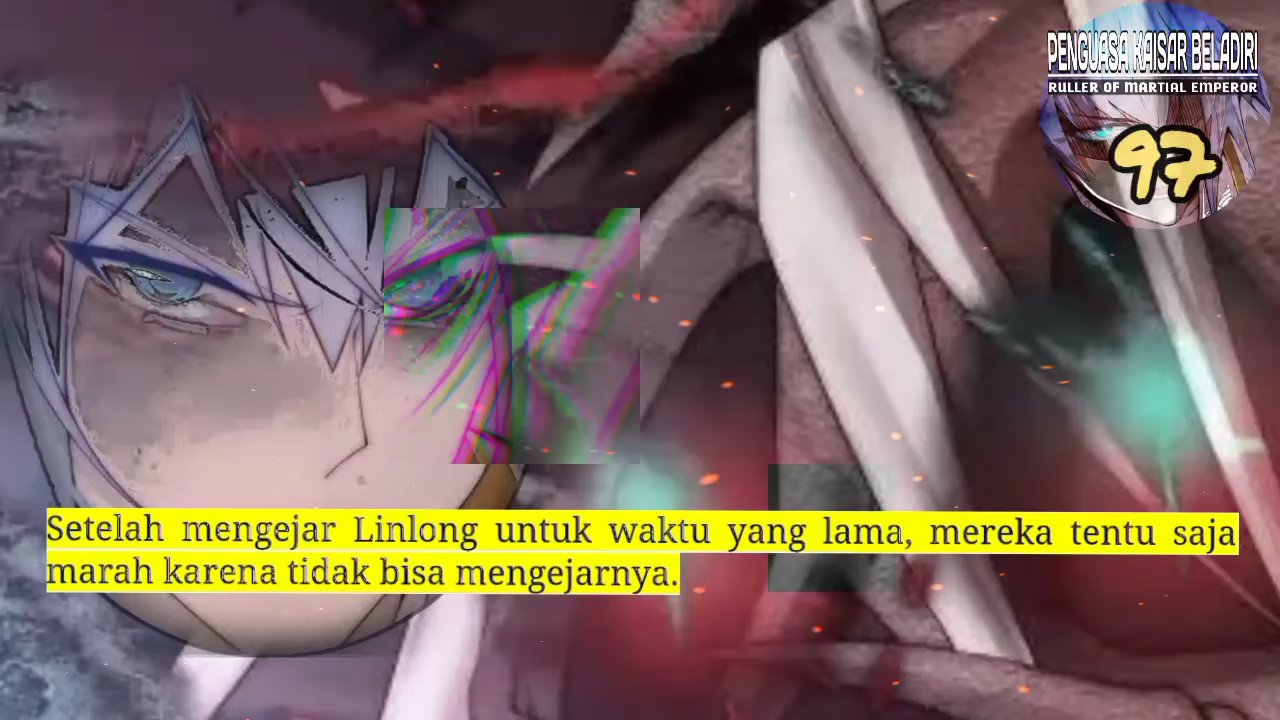 PENGUASA KAISAR BELADIRI
RULLER OF MARTIAL EMPEROR
97
Setelah mengejar Linlong untuk waktu yang lama, mereka tentu saja
marah karena tidak bisa mengejarnya.